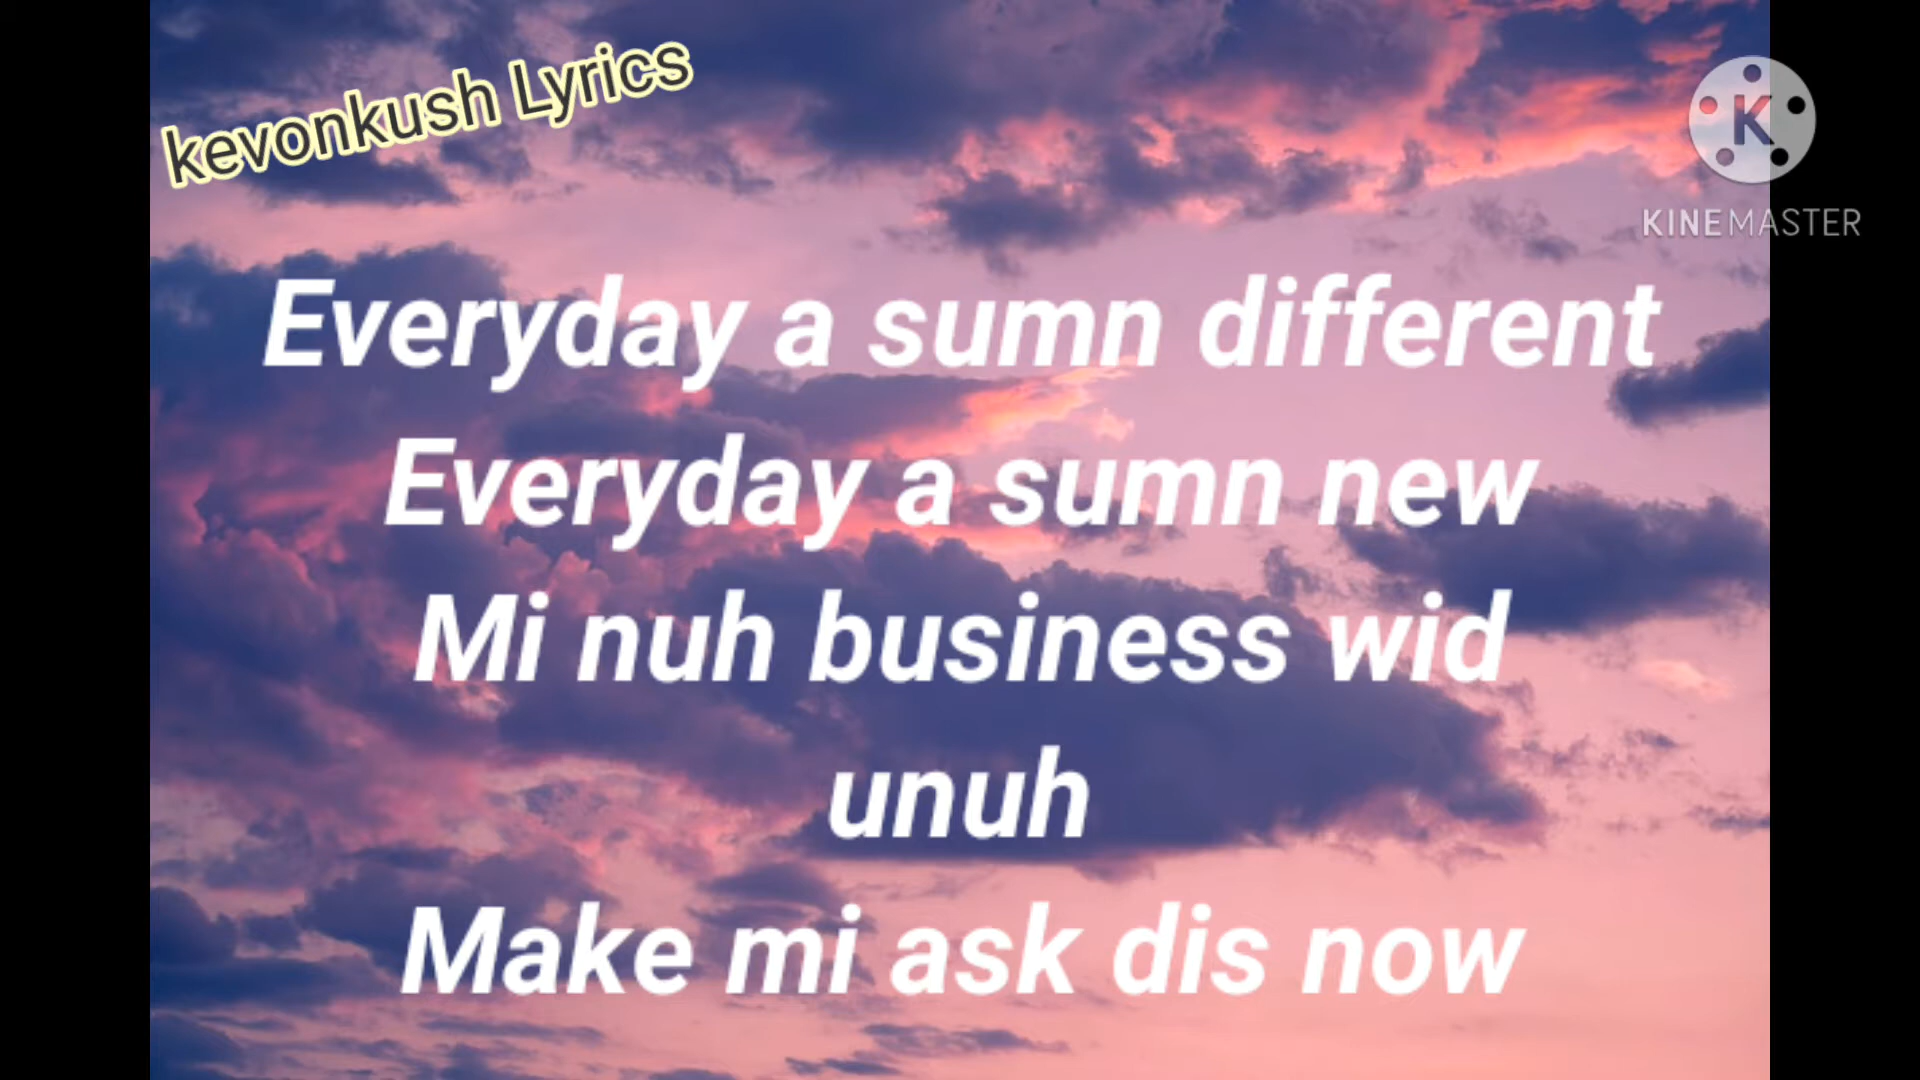 kevonkush Lyrics
K
KINEMASTER
Everyday a sumn different
Everyday a sumn new
Mi nuh business wid
unuh
Make mi ask dis now